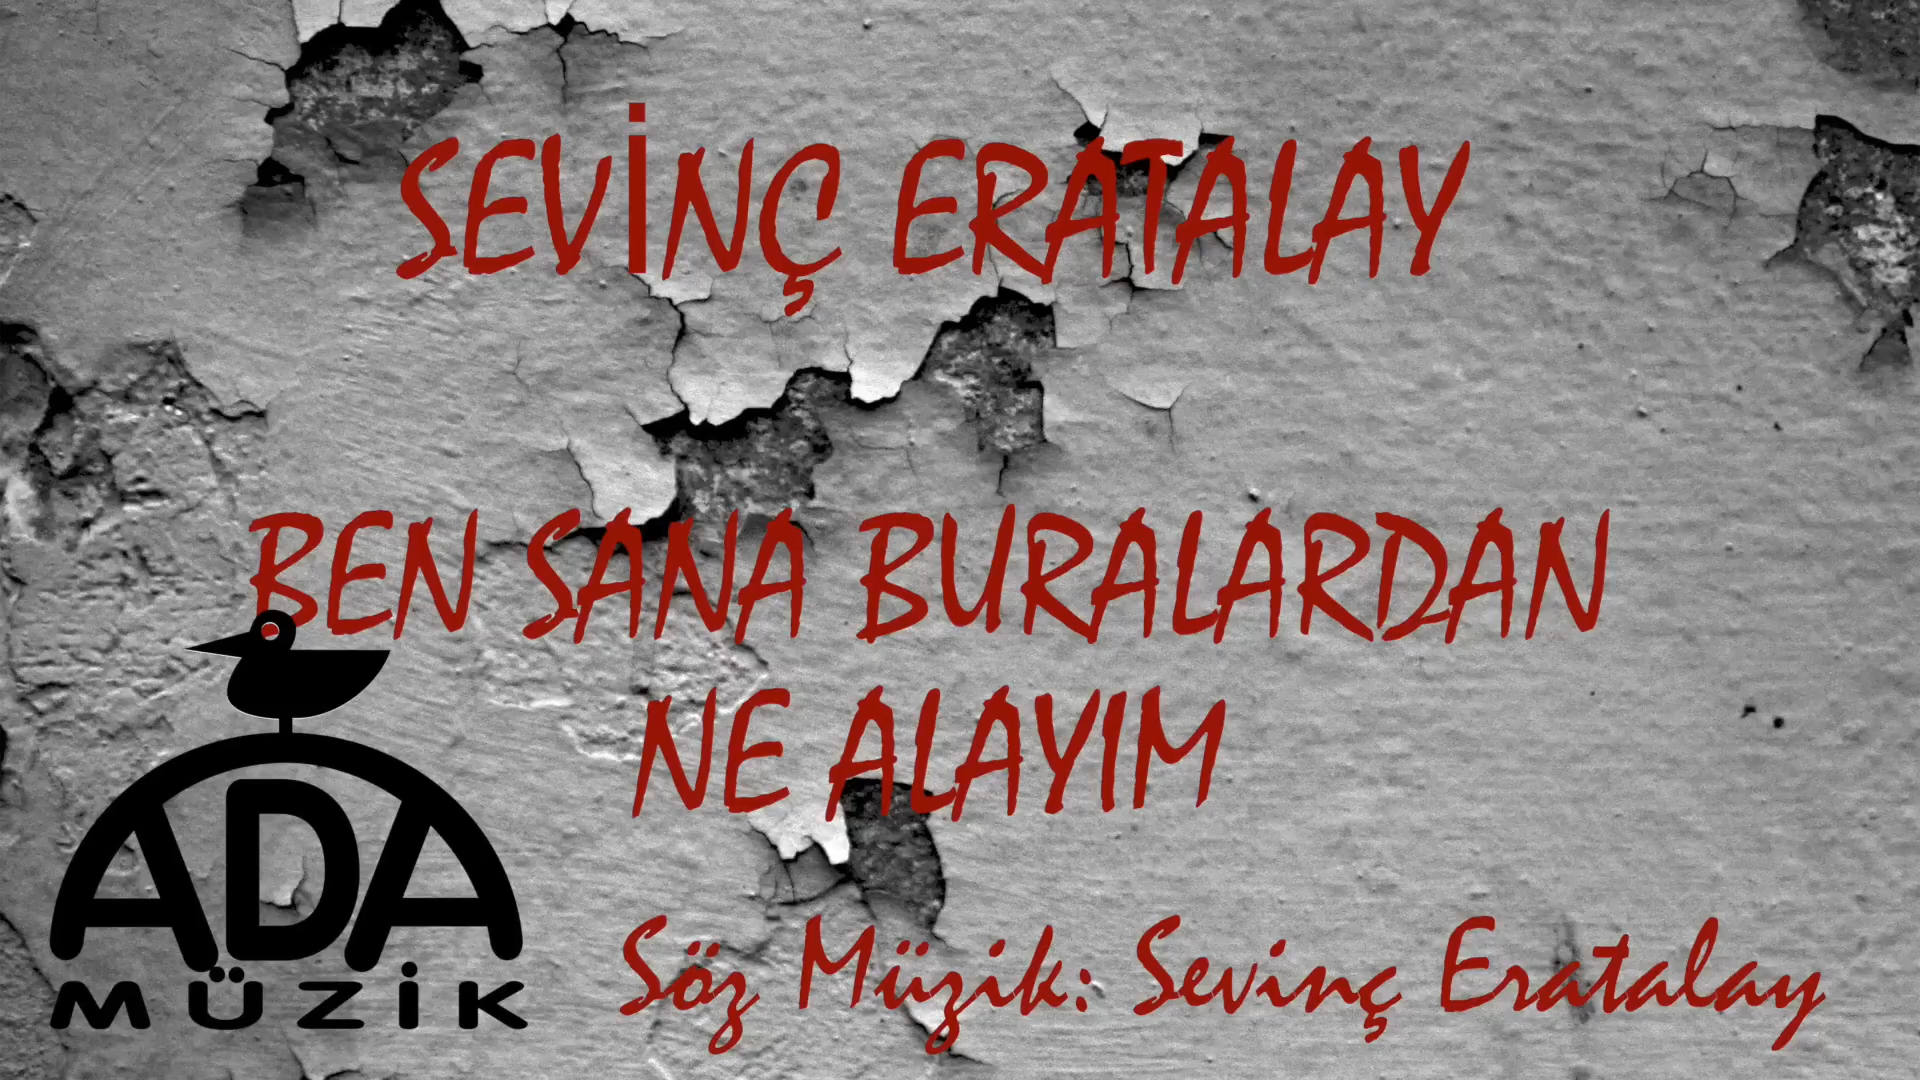 SEVİNÇ ERATALAY
BEN SANA BURALARDAN
NE ALAYIM
ADA
MÜZİK
Söz Müzik: Sevinç Eratalay